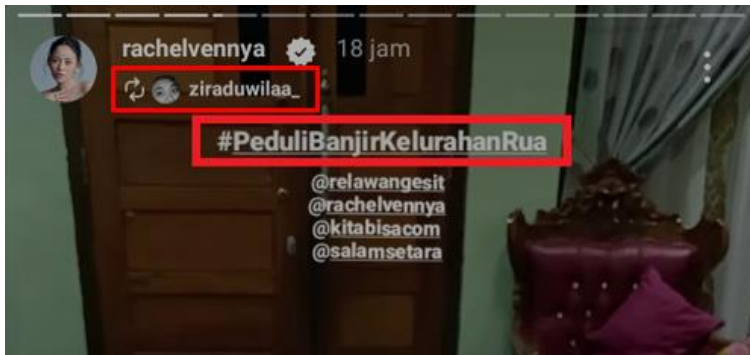 rachelvennya 18 jam
ziraduwilaa_
#PeduliBanjirKelurahanRua
@relawangesit
@rachelvennya
@kitabisacom
@salamsetara